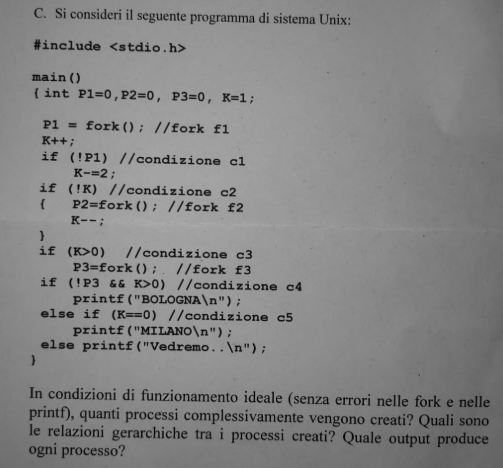 C. Si consideri il seguente programma di sistema Unix:
#include <stdio.h>
main()
{ int P1=0,P2=0, P3=0, K=1;
P1 = fork(); //fork f1
K++;
if (!P1) //condizione c1
K-=2;
if (!K) //condizione c2
{ P2=fork(); //fork f2
K--;
}
if (K>0) //condizione c3
P3=fork(); //fork f3
if (!P3 && K>0) //condizione c4
printf("BOLOGNA\n");
else if (K==0) //condizione c5
printf("MILANO\n");
else printf("Vedremo..\n");
}
In condizioni di funzionamento ideale (senza errori nelle fork e nelle
printf), quanti processi complessivamente vengono creati? Quali sono
le relazioni gerarchiche tra i processi creati? Quale output produce
ogni processo?